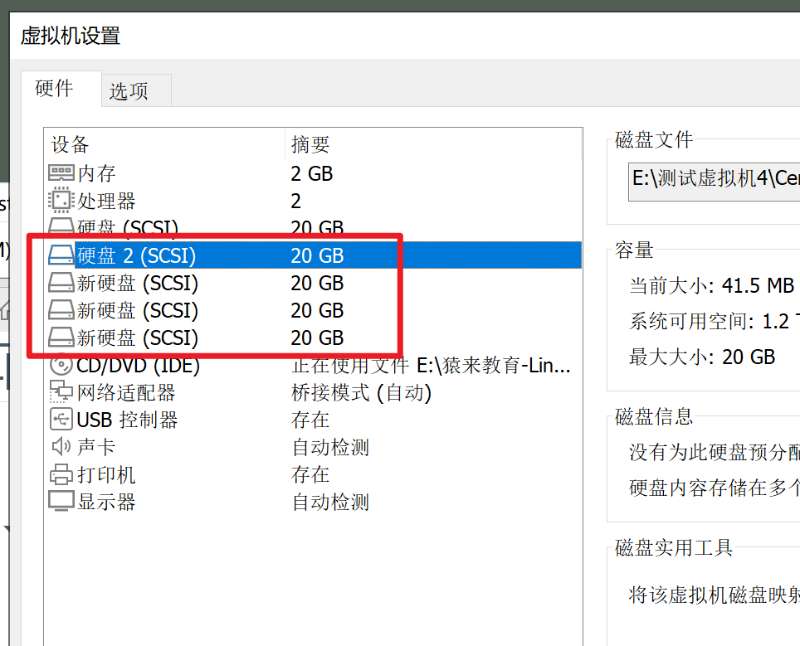 虚拟机设置
硬件 选项
设备 摘要
内存 2 GB
处理器 2
硬盘 (SCSI) 20 GB
硬盘 2 (SCSI) 20 GB
新硬盘 (SCSI) 20 GB
新硬盘 (SCSI) 20 GB
新硬盘 (SCSI) 20 GB
CD/DVD (IDE) 正在使用文件 E:\猿来教育-Lin...
网络适配器 桥接模式 (自动)
USB 控制器 存在
声卡 自动检测
打印机 存在
显示器 自动检测
磁盘文件
E:\测试虚拟机4\Cen
容量
当前大小: 41.5 MB
系统可用空间: 1.2
最大大小: 20 GB
磁盘信息
没有为此硬盘预分配
硬盘内容存储在多个
磁盘实用工具
将该虚拟机磁盘映射